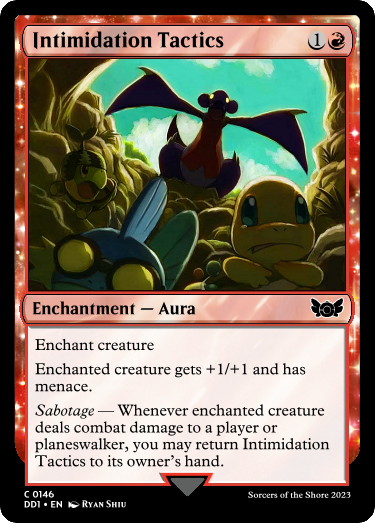 Intimidation Tactics 1
Enchantment — Aura
Enchant creature
Enchanted creature gets +1/+1 and has
menace.
Sabotage — Whenever enchanted creature
deals combat damage to a player or
planeswalker, you may return Intimidation
Tactics to its owner's hand.
C 0146
DD1 • EN Ryan Shiu
Sorcers of the Shore 2023